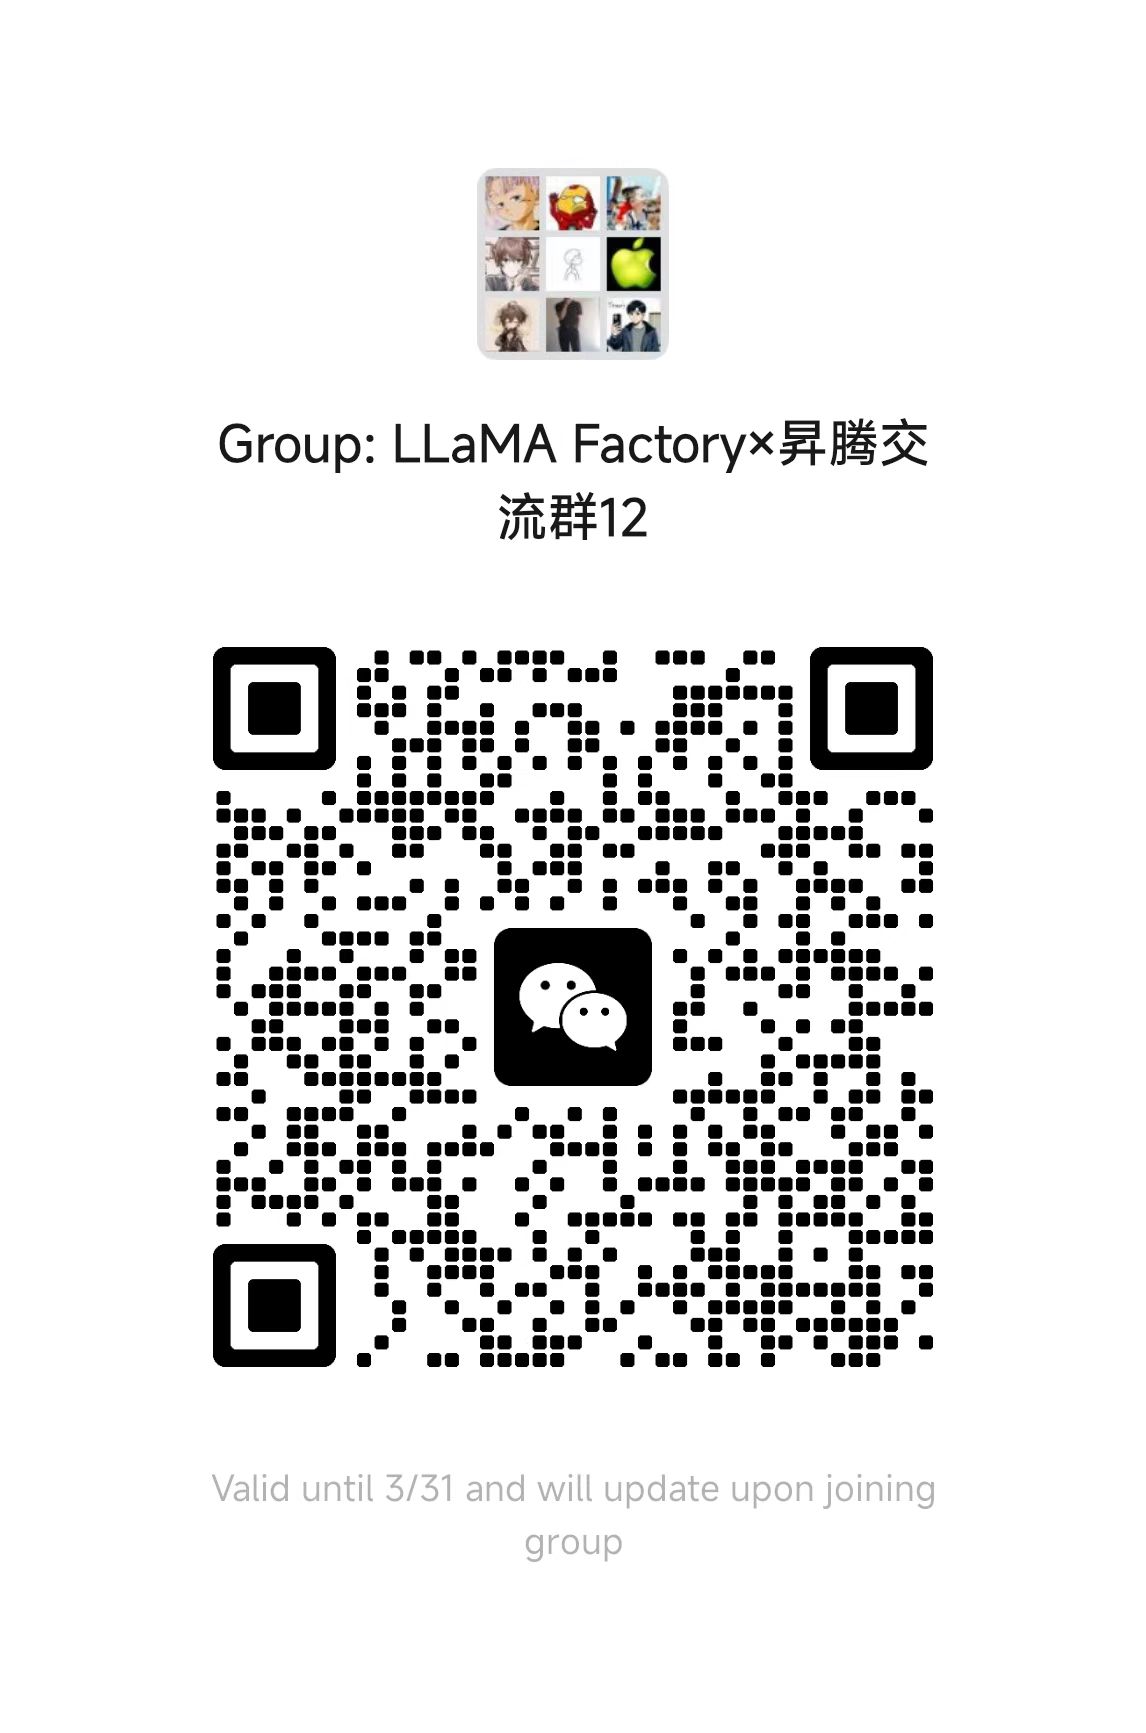 Group: LLaMA Factory×昇腾交
流群12
Valid until 3/31 and will update upon joining
group